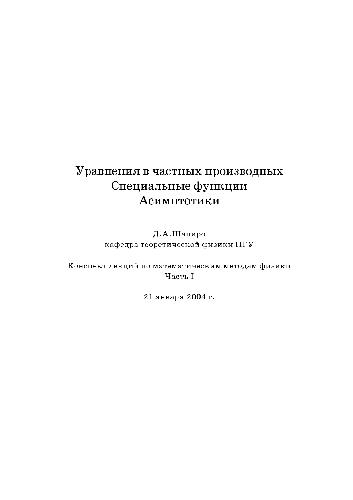 Уравнения в частных производных
Специальные функции
Асимптотики
Д.А.Шапиро
кафедра теоретической физики НГУ
Конспект лекций по математическим методам физики
Часть I
21 января 2004 г.